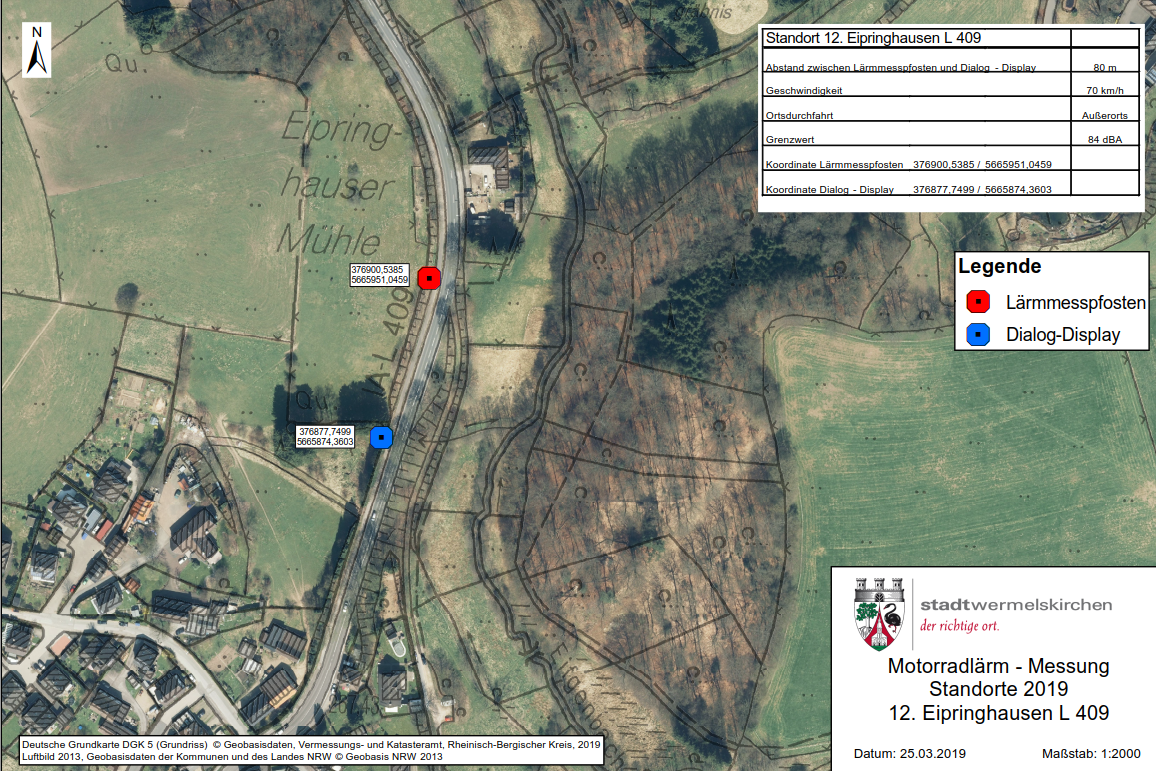 N
Qu.
Eipring-
hauser
Mühle
Standort 12. Eipringhausen L 409
Abstand zwischen Lärmmesspfosten und Dialog - Display 80 m
Geschwindigkeit 70 km/h
Ortsdurchfahrt Außerorts
Grenzwert 84 dBA
Koordinate Lärmmesspfosten 376900,5385 / 5665951,0459
Koordinate Dialog - Display 376877,7499 / 5665874,3603
376900,5385
5665951,0459
Legende
Lärmmesspfosten
Dialog-Display
L 409
Qu.
376877,7499
5665874,3603
stadtwermelskirchen
der richtige ort.
Motorradlärm - Messung
Standorte 2019
12. Eipringhausen L 409
Datum: 25.03.2019 Maßstab: 1:2000
Deutsche Grundkarte DGK 5 (Grundriss) © Geobasisdaten, Vermessungs- und Katasteramt, Rheinisch-Bergischer Kreis, 2019
Luftbild 2013, Geobasisdaten der Kommunen und des Landes NRW © Geobasis NRW 2013